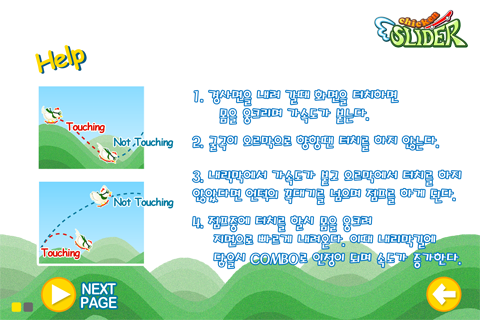 chicken
SLIDER
Help
1. 경사면을 내려 갈때 화면을 터치하면
몸을 웅크리며 가속도가 붙는다.
2. 굴곡이 오르막으로 향할땐 터치를 하지 않는다.
3. 내리막에서 가속도가 붙고 오르막에서 터치를 하지
않았다면 언덕의 꼭대기를 넘으며 점프를 하게 된다.
4. 점프중에 터치를 할시 몸을 웅크려
지면으로 빠르게 내려온다. 이때 내리막길에
닿을시 COMBO로 인정이 되며 속도가 증가한다.
Touching
Not Touching
Not Touching
Touching
NEXT
PAGE